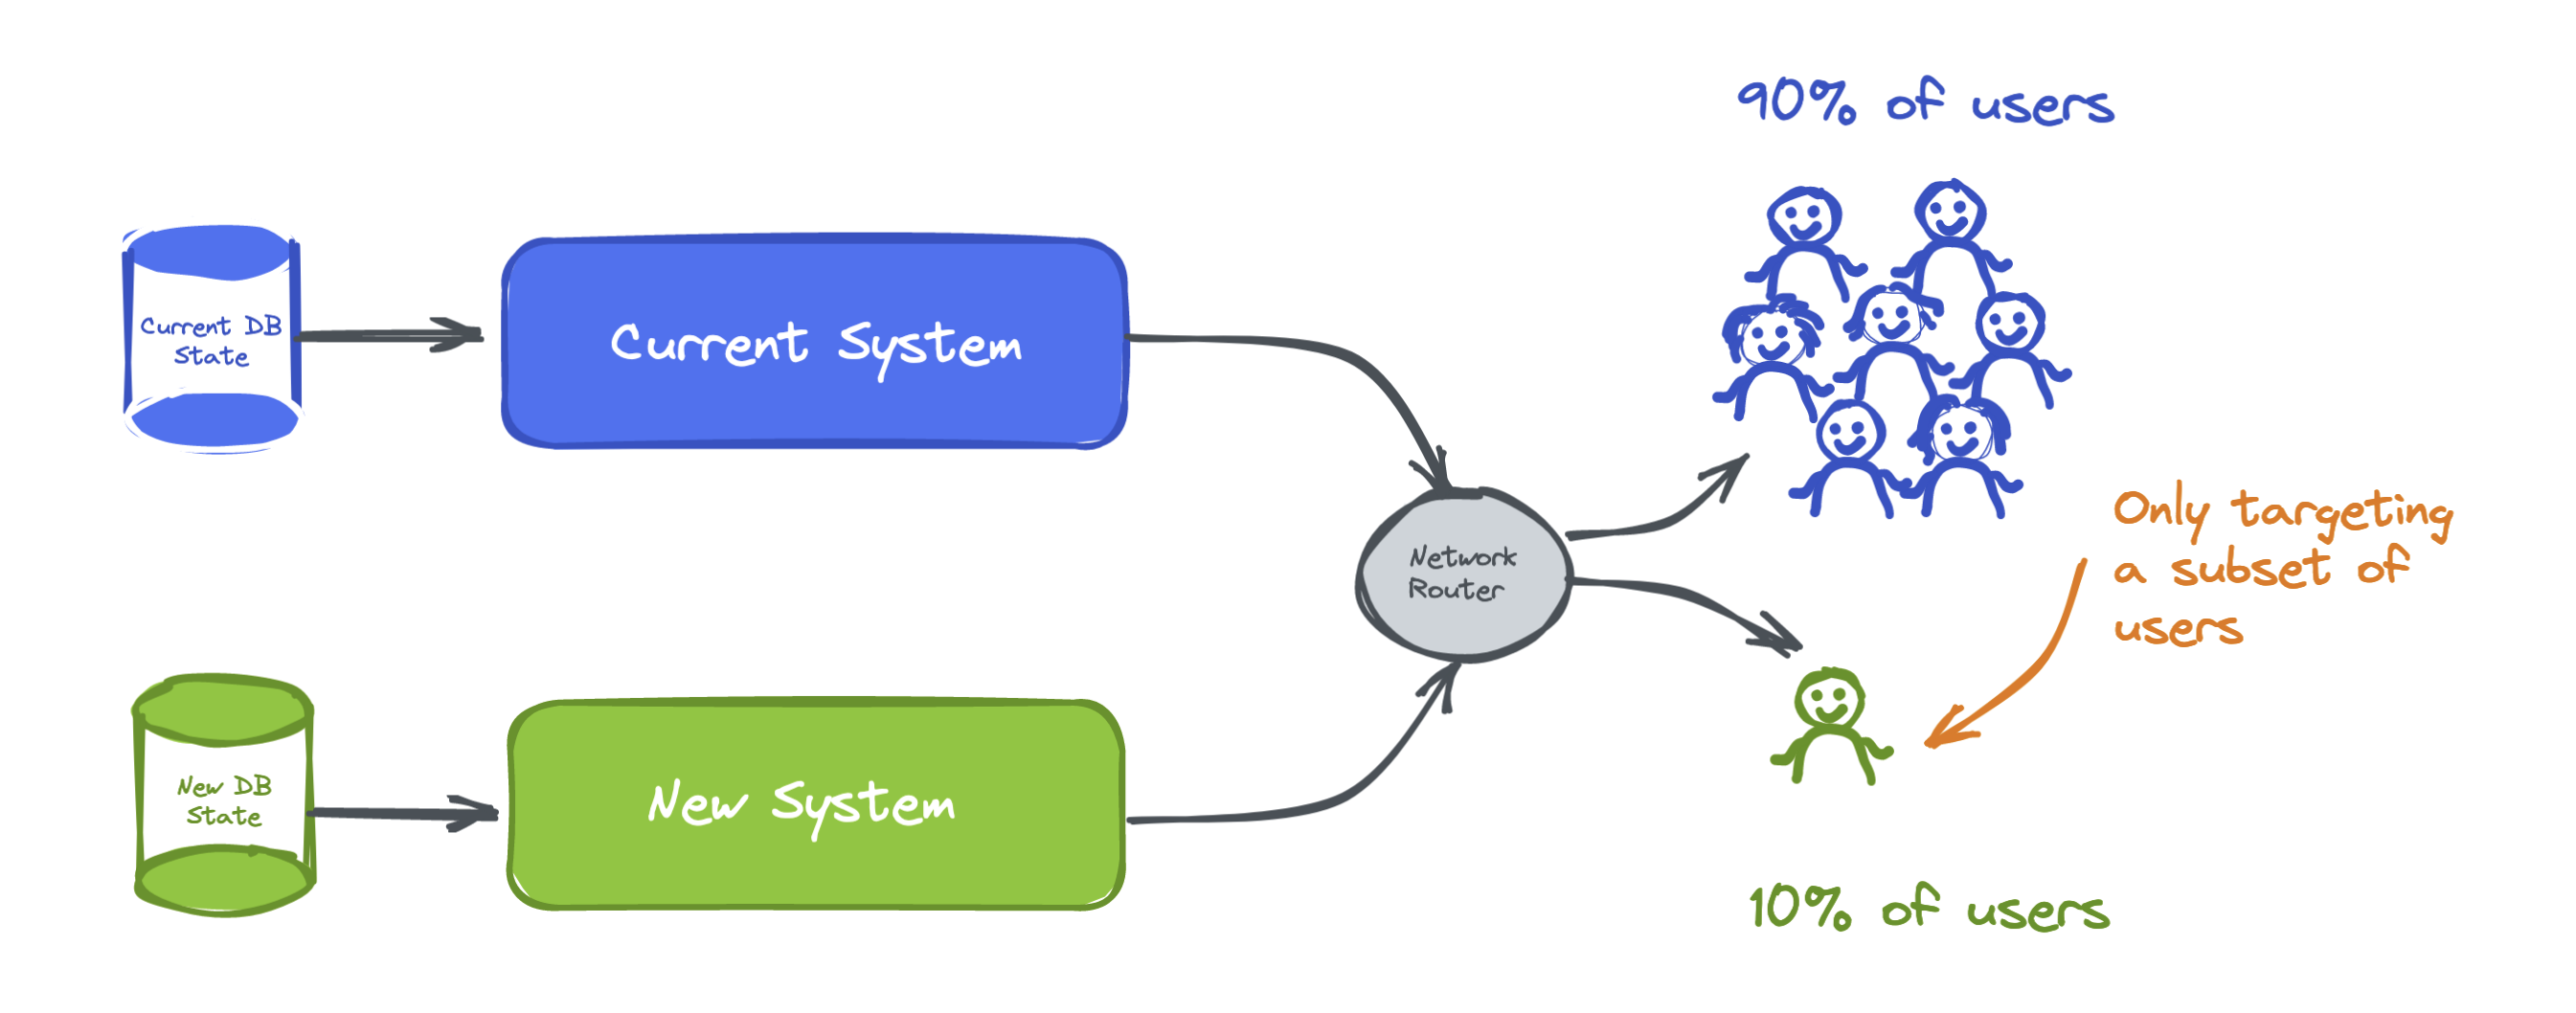 90% of users
Current DB
State
Current System
Only targeting
a subset of
users
Network
Router
New DB
State
New System
10% of users